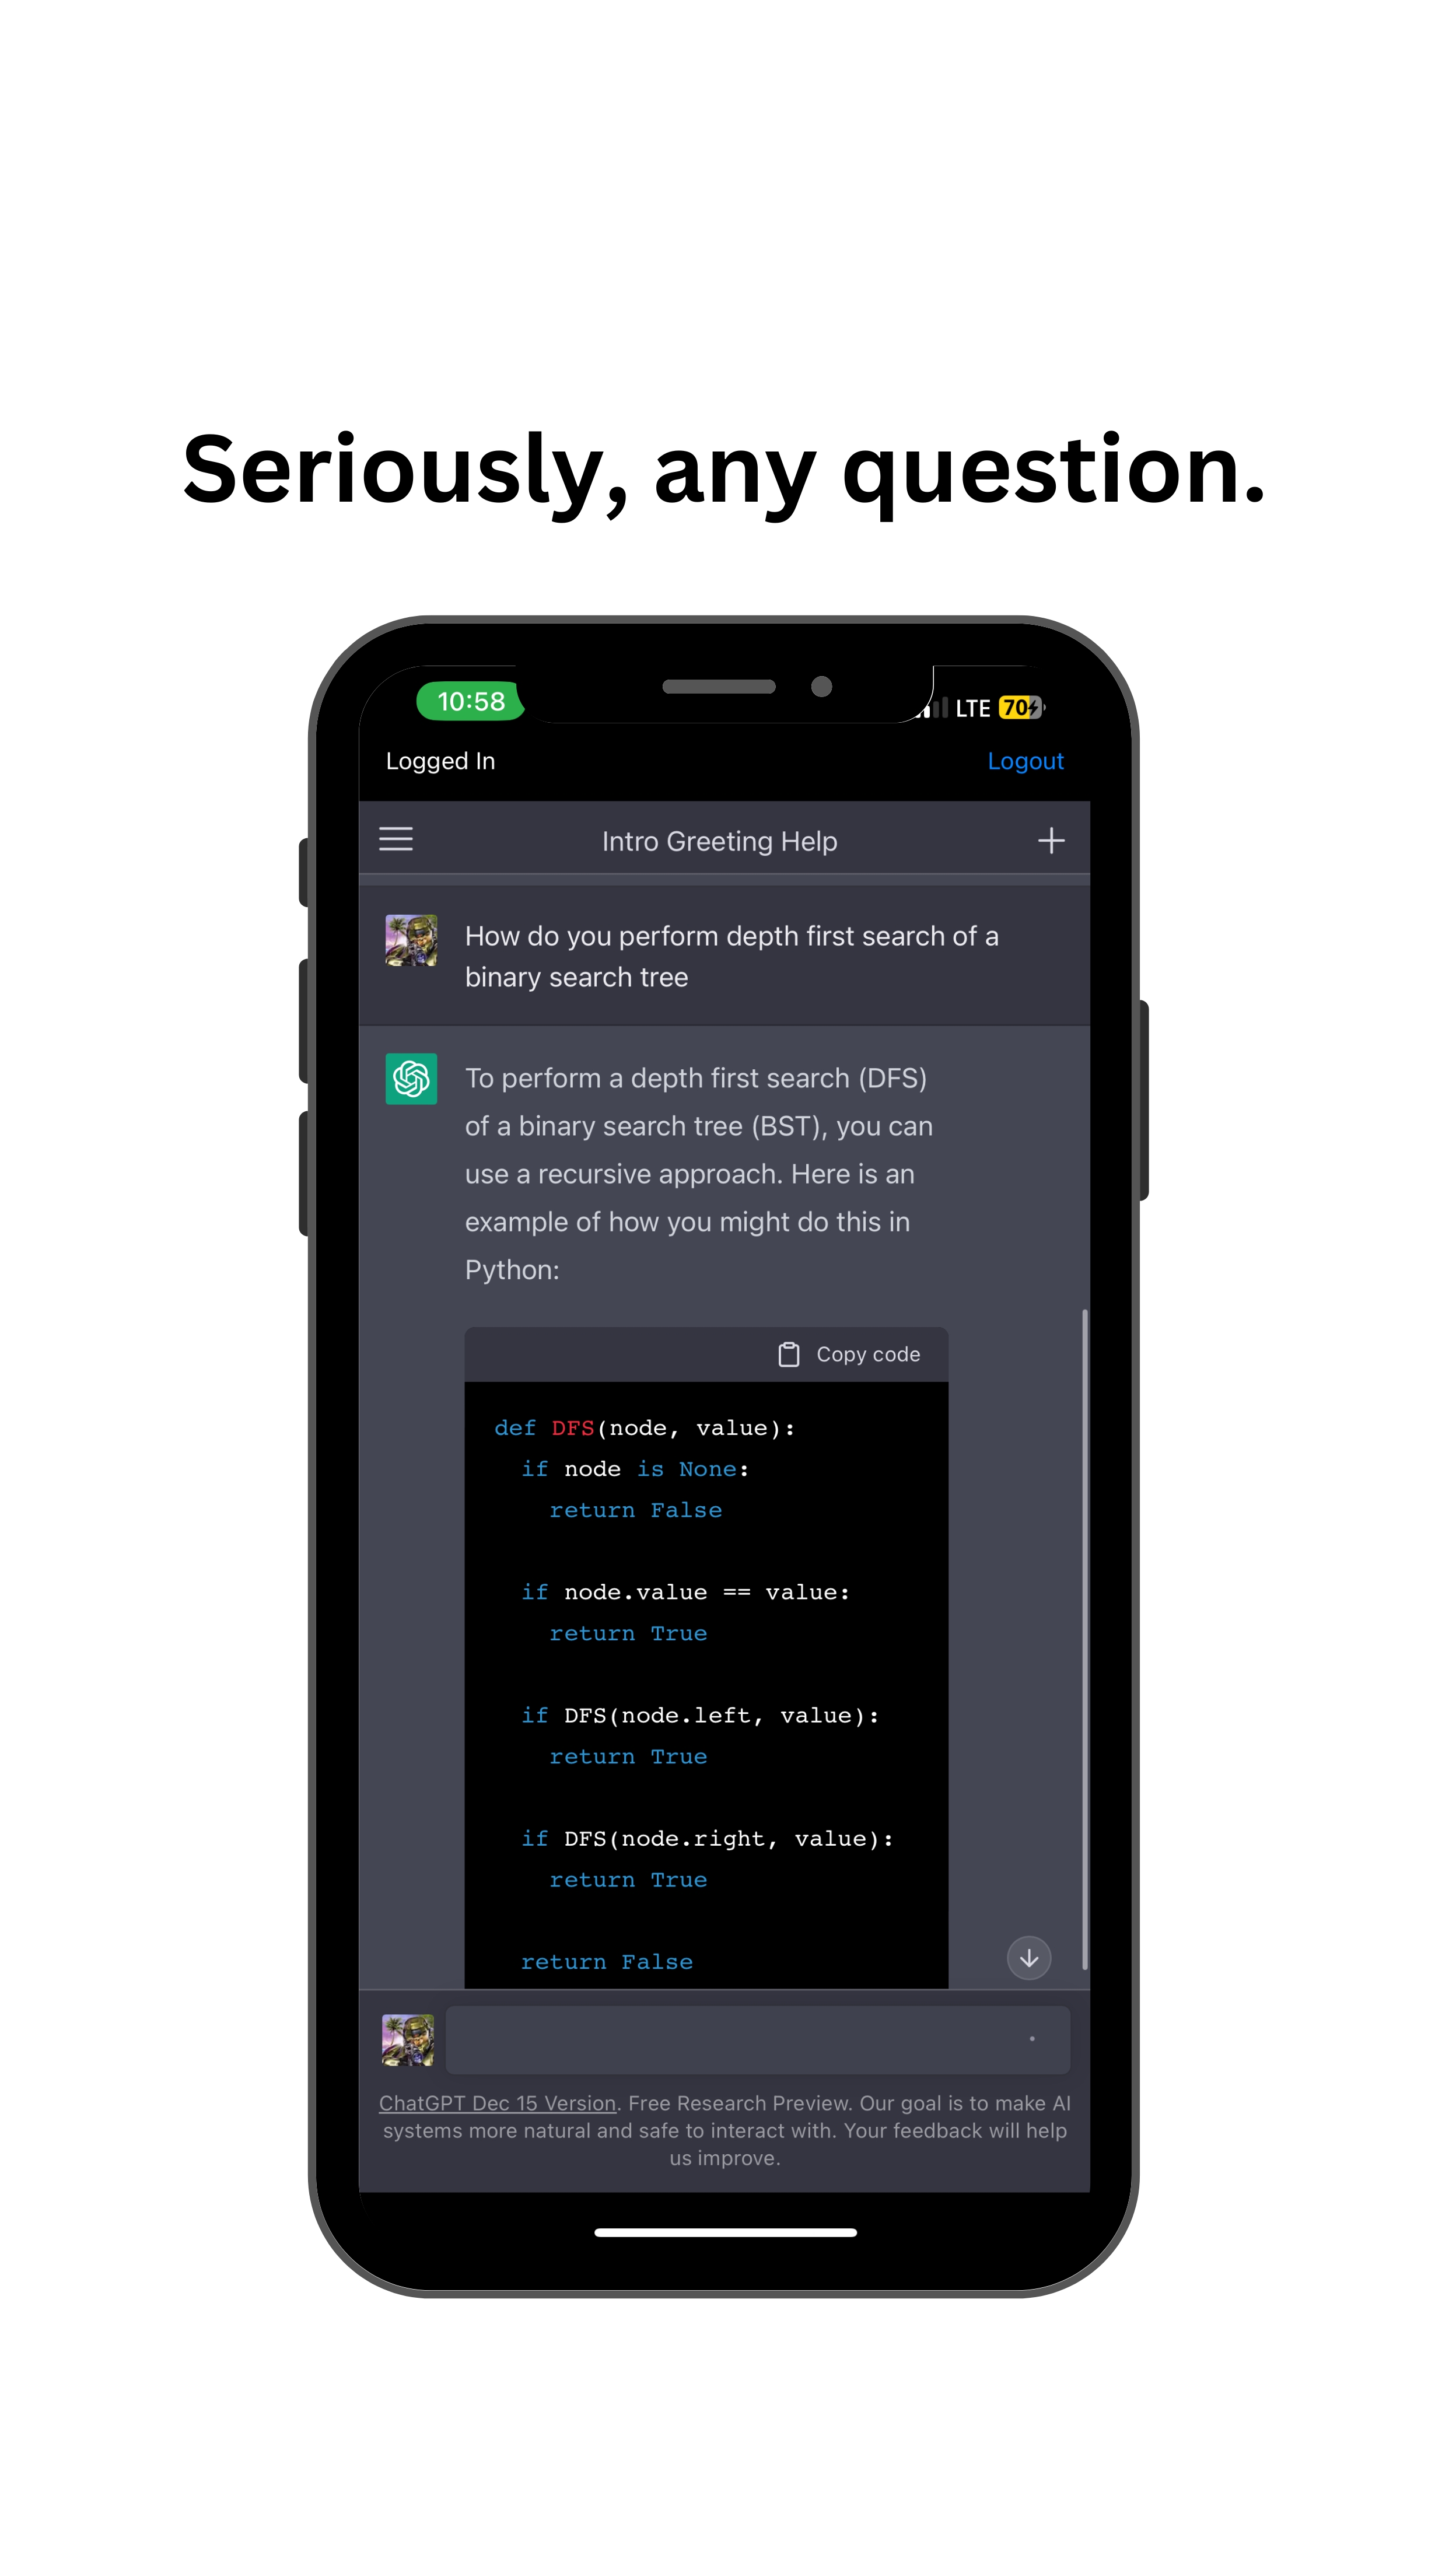 Seriously, any question.
10:58
LTE 70
Logged In
Logout
Intro Greeting Help
How do you perform depth first search of a
binary search tree
To perform a depth first search (DFS)
of a binary search tree (BST), you can
use a recursive approach. Here is an
example of how you might do this in
Python:
Copy code
def DFS(node, value):
  if node is None:
    return False
  if node.value == value:
    return True
  if DFS(node.left, value):
    return True
  if DFS(node.right, value):
    return True
  return False
ChatGPT Dec 15 Version. Free Research Preview. Our goal is to make AI
systems more natural and safe to interact with. Your feedback will help
us improve.